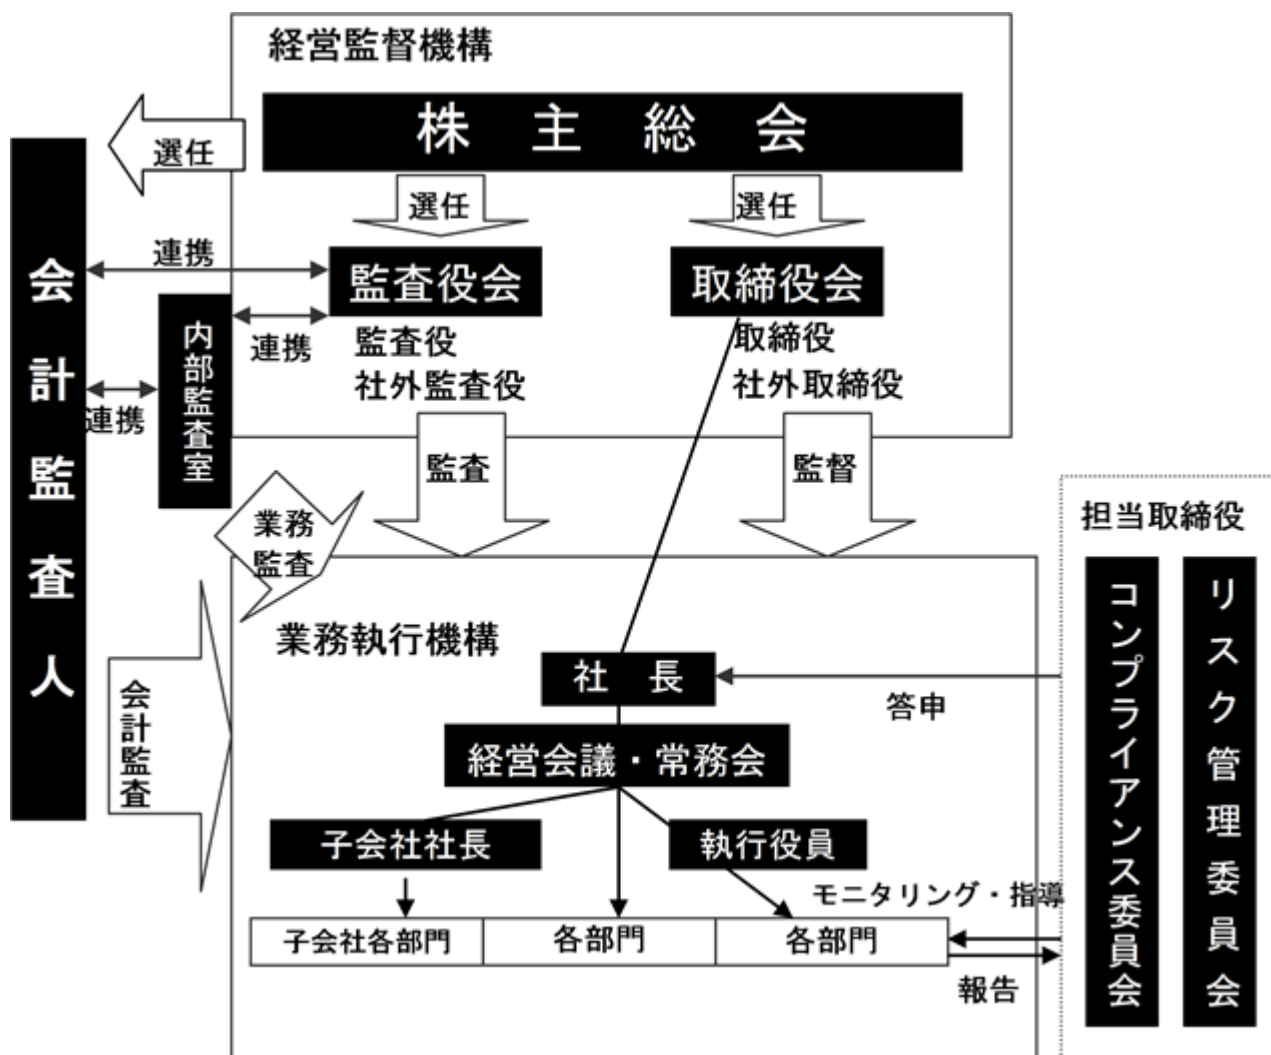 経営監督機構
株主総会
選任
選任
選任
会計監査人
連携
監査役会
取締役会
内部監査室
連携
監査役
社外監査役
取締役
社外取締役
連携
監査
監督
業務
監査
担当取締役
コンプライアンス委員会
リスク管理委員会
業務執行機構
社長
答申
会計監査
経営会議・常務会
子会社社長
執行役員
モニタリング・指導
子会社各部門
各部門
各部門
報告